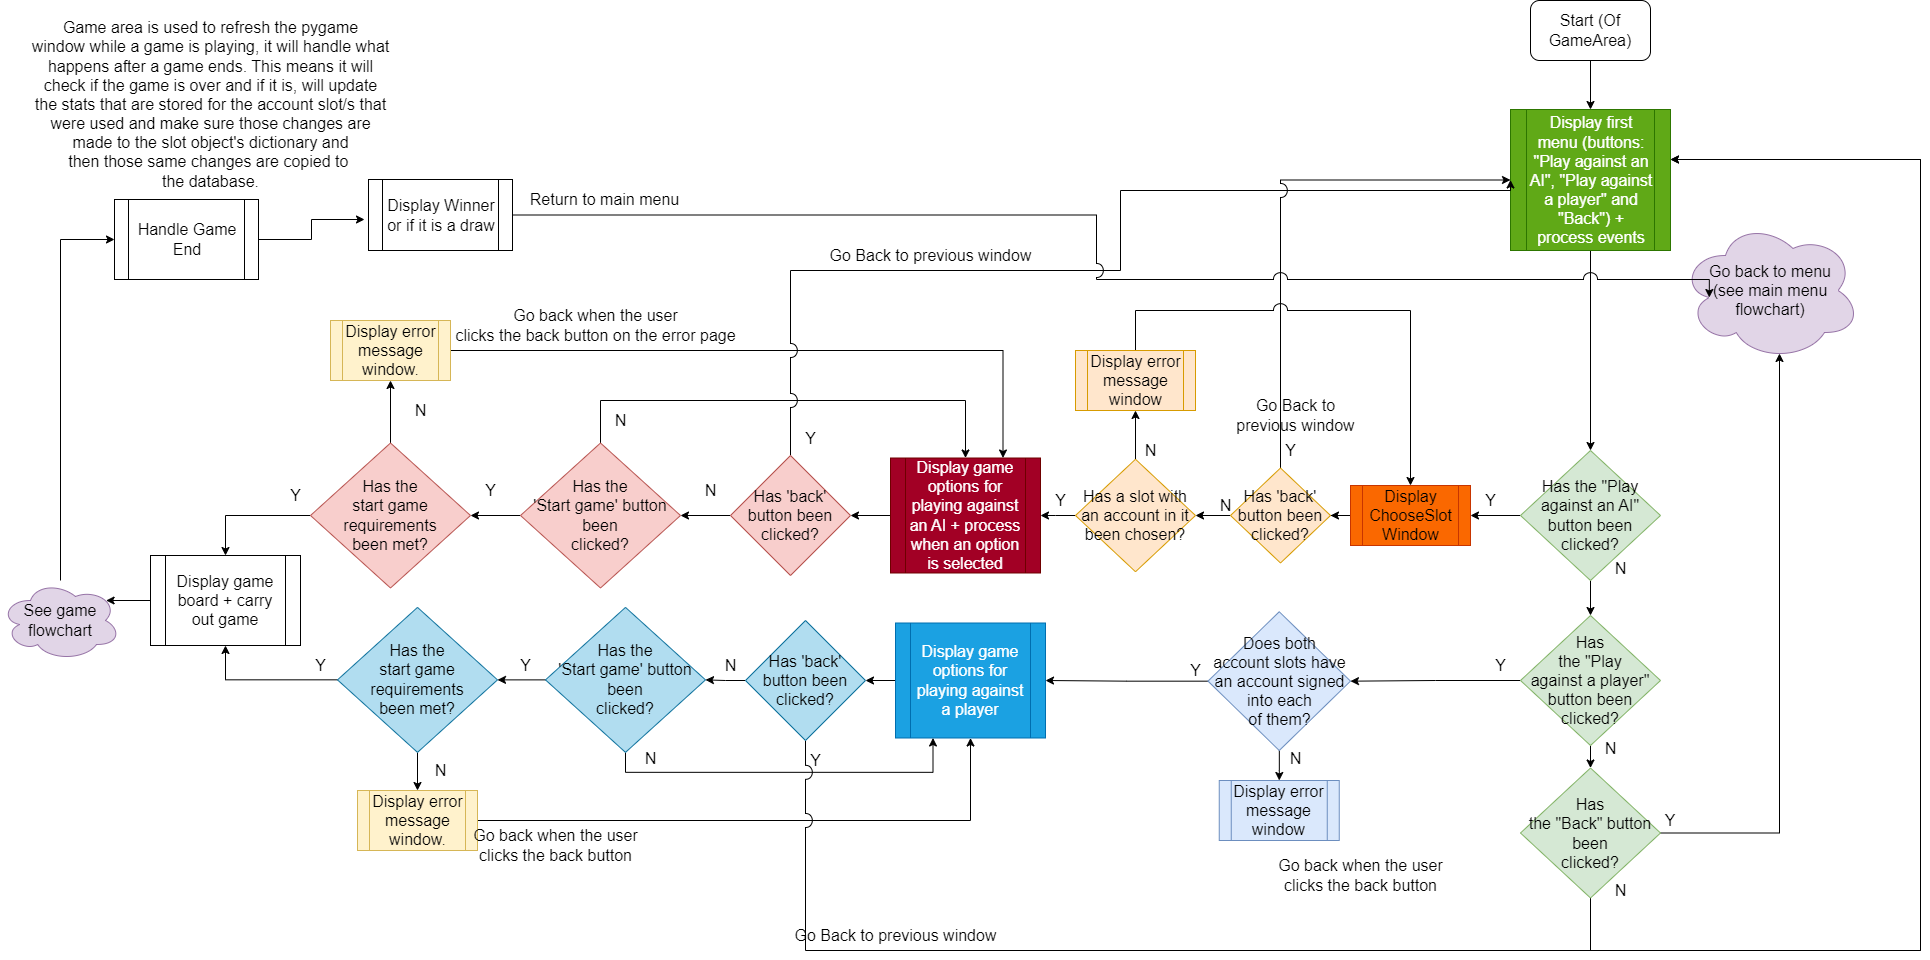 Game area is used to refresh the pygame
window while a game is playing, it will handle what
happens after a game ends. This means it will
check if the game is over and if it is, will update
the stats that are stored for the account slot/s that
were used and make sure those changes are
made to the slot object's dictionary and
then those same changes are copied to
the database.
Start (Of
GameArea)
Display first
menu (buttons:
"Play against an
AI", "Play against
a player" and
"Back") +
process events
Handle Game
End
Display Winner
or if it is a draw
Return to main menu
Go Back to previous window
Go back to menu
(see main menu
flowchart)
Display error
message
window.
Go back when the user
clicks the back button on the error page
Display error
message
window
Go Back to
previous window
N
N
Y
N
Y
Y
Has the
start game
requirements
been met?
Y
Has the
'Start game' button
been
clicked?
N
Has 'back'
button been
clicked?
Display game
options for
playing against
an AI + process
when an option
is selected
Y
Has a slot with
an account in it
been chosen?
N
Has 'back'
button been
clicked?
Display
ChooseSlot
Window
Y
Has the "Play
against an AI"
button been
clicked?
N
Display game
board + carry
out game
See game
flowchart
Y
Has the
start game
requirements
been met?
Y
Has the
'Start game' button
been
clicked?
N
Has 'back'
button been
clicked?
Display game
options for
playing against
a player
Y
Does both
account slots have
an account signed
into each
of them?
Y
Has
the "Play
against a player"
button been
clicked?
N
N
Y
N
N
Display error
message
window.
Go back when the user
clicks the back button
Display error
message
window
Go back when the user
clicks the back button
Has
the "Back" button
been
clicked?
Y
N
Go Back to previous window